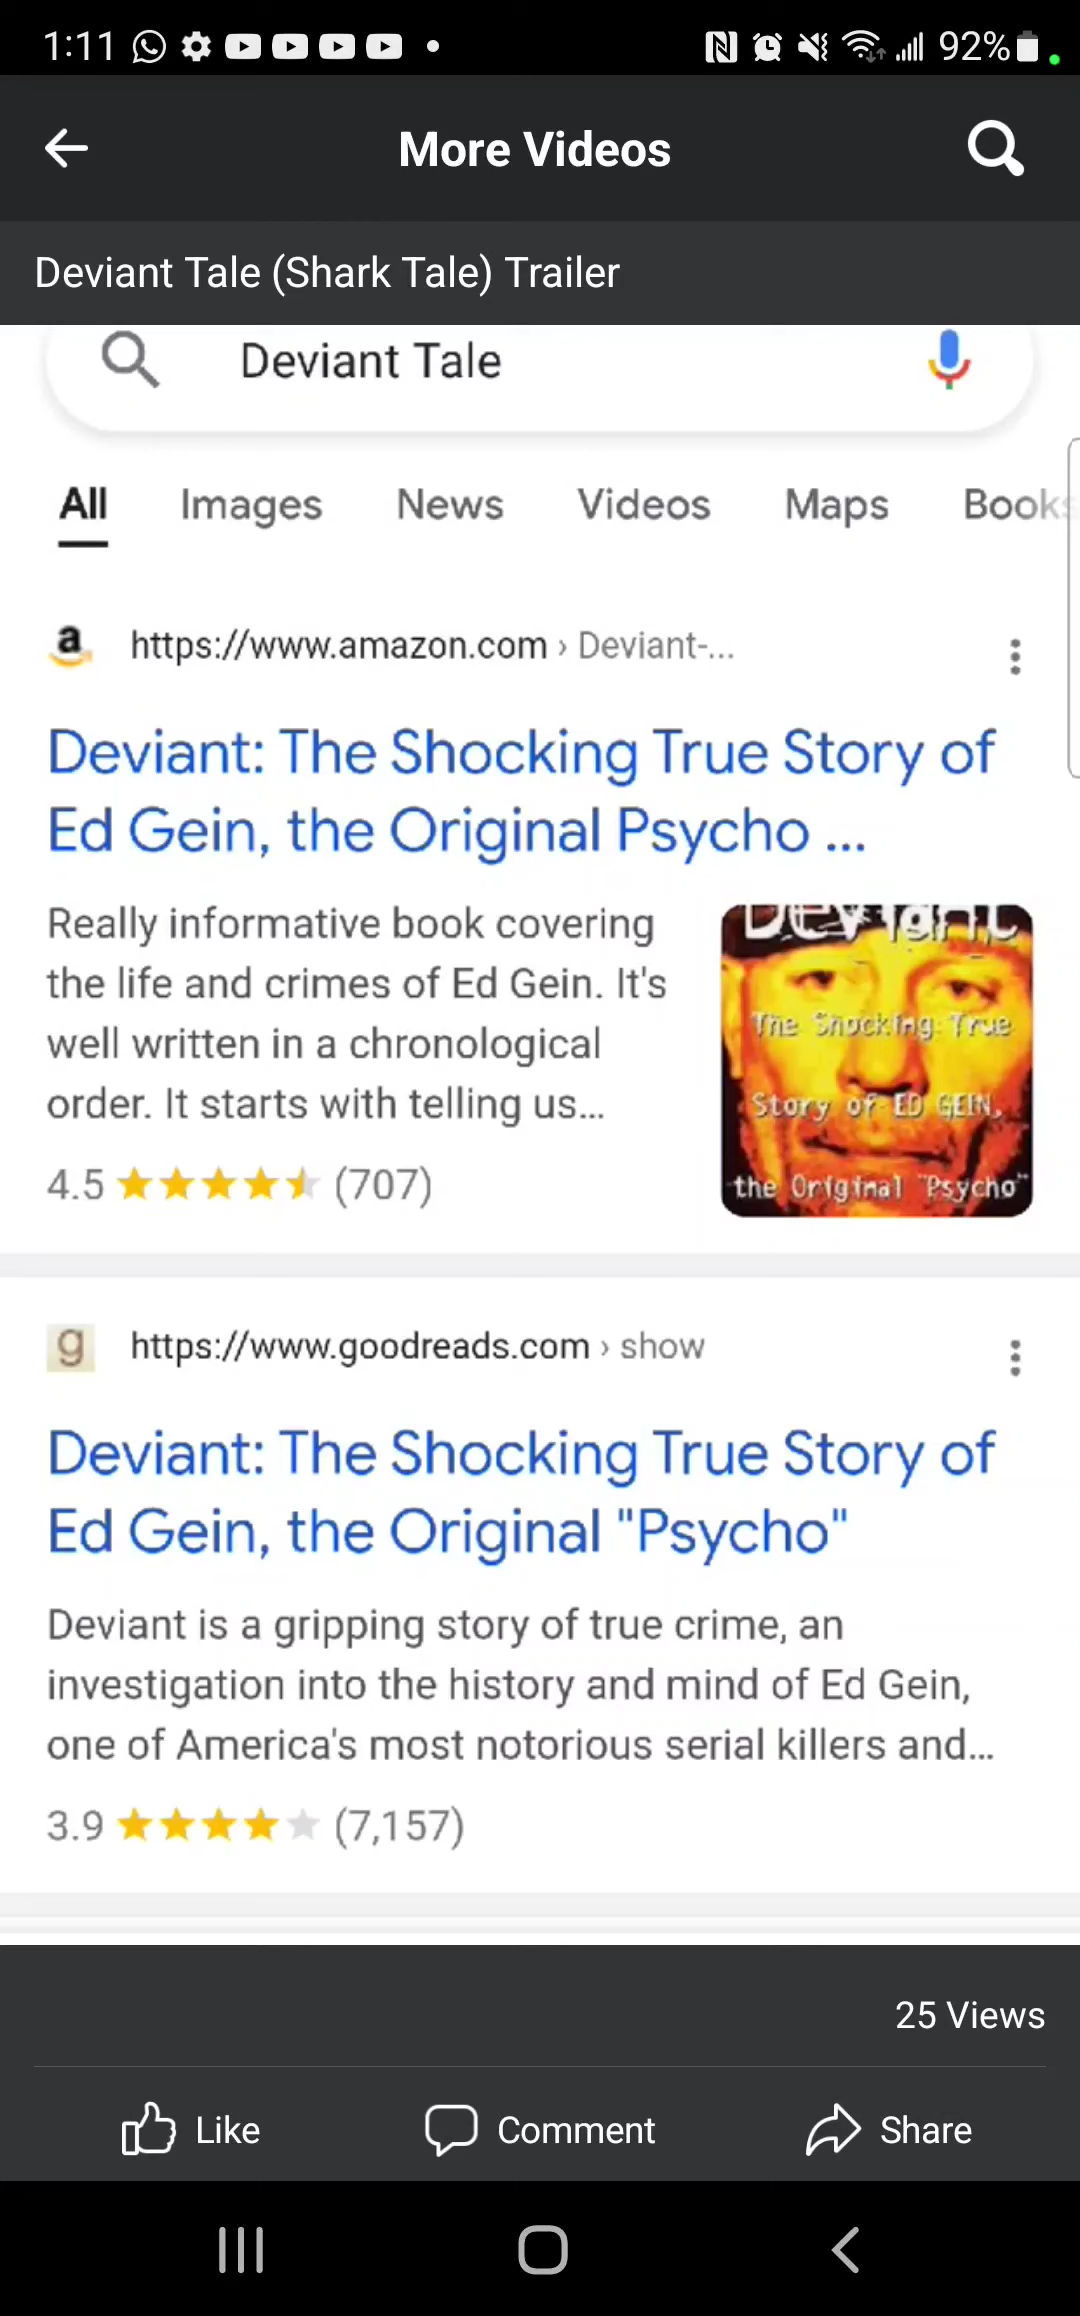 1:11 92%
More Videos
Deviant Tale (Shark Tale) Trailer
Deviant Tale
All Images News Videos Maps Books
a https://www.amazon.com › Deviant-...
Deviant: The Shocking True Story of
Ed Gein, the Original Psycho ...
Really informative book covering
the life and crimes of Ed Gein. It's
well written in a chronological
order. It starts with telling us...
4.5 (707)
Deviant
The Shocking True
Story of ED GEIN,
the Original "Psycho"
g https://www.goodreads.com › show
Deviant: The Shocking True Story of
Ed Gein, the Original "Psycho"
Deviant is a gripping story of true crime, an
investigation into the history and mind of Ed Gein,
one of America's most notorious serial killers and...
3.9 (7,157)
25 Views
Like Comment Share